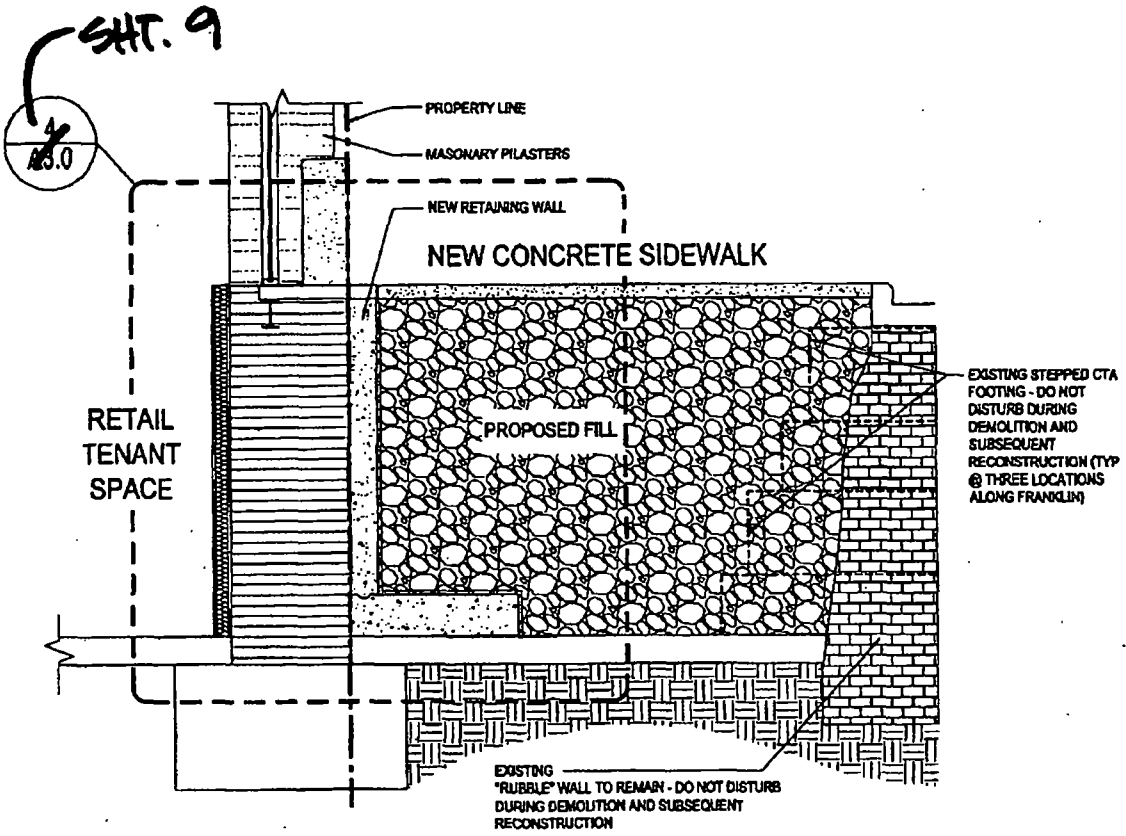 SHT. 9
4
A3.0
PROPERTY LINE
MASONARY PILASTERS
NEW RETAINING WALL
NEW CONCRETE SIDEWALK
RETAIL
TENANT
SPACE
PROPOSED FILL
EXISTING STEPPED CTA
FOOTING - DO NOT
DISTURB DURING
DEMOLITION AND
SUBSEQUENT
RECONSTRUCTION (TYP
@ THREE LOCATIONS
ALONG FRANKLIN)
EXISTING
"RUBBLE" WALL TO REMAIN - DO NOT DISTURB
DURING DEMOLITION AND SUBSEQUENT
RECONSTRUCTION